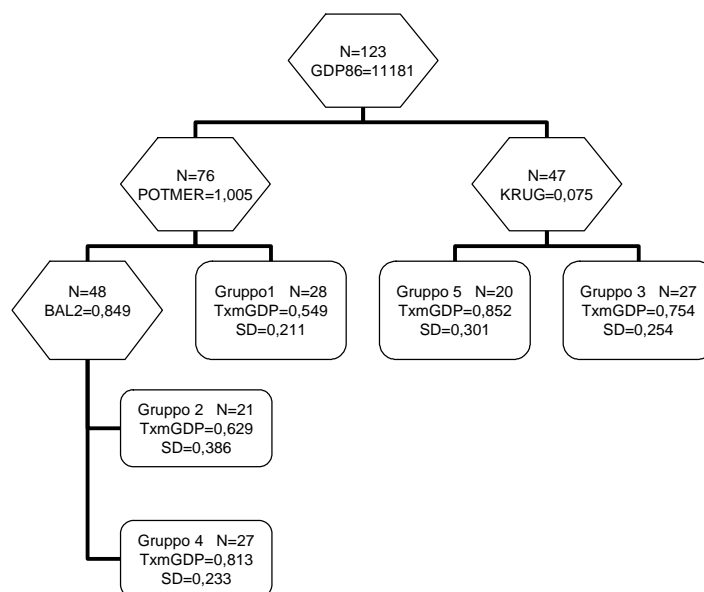 N=123
GDP86=11181
N=76
POTMER=1,005
N=47
KRUG=0,075
N=48
BAL2=0,849
Gruppo1 N=28
TxmGDP=0,549
SD=0,211
Gruppo 5 N=20
TxmGDP=0,852
SD=0,301
Gruppo 3 N=27
TxmGDP=0,754
SD=0,254
Gruppo 2 N=21
TxmGDP=0,629
SD=0,386
Gruppo 4 N=27
TxmGDP=0,813
SD=0,233